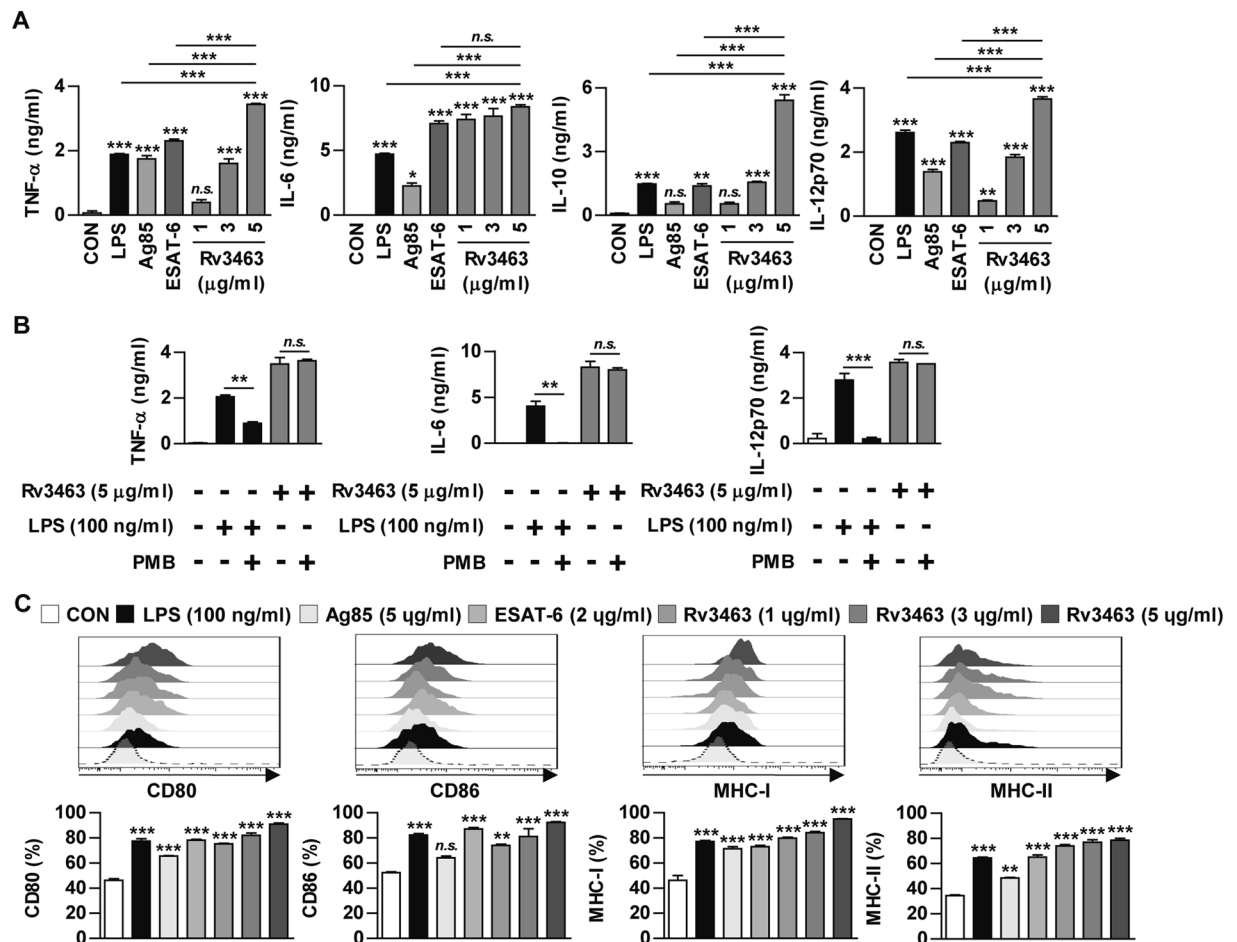 A
*** *** ***
TNF-α (ng/ml)
4
2
0
*** *** *** n.s. *** ***
CON LPS Ag85 ESAT-6 1 3 5
Rv3463
(μg/ml)
n.s. *** ***
IL-6 (ng/ml)
10
5
0
*** * *** *** *** ***
CON LPS Ag85 ESAT-6 1 3 5
Rv3463
(μg/ml)
*** *** ***
IL-10 (ng/ml)
6
4
2
0
*** n.s. ** n.s. *** ***
CON LPS Ag85 ESAT-6 1 3 5
Rv3463
(μg/ml)
*** *** ***
IL-12p70 (ng/ml)
4
2
0
*** *** *** ** *** ***
CON LPS Ag85 ESAT-6 1 3 5
Rv3463
(μg/ml)
B
TNF-α (ng/ml)
4
2
0
** n.s.
Rv3463 (5 μg/ml) - - - + +
LPS (100 ng/ml) - + + - -
PMB - - + - +
IL-6 (ng/ml)
10
5
0
** n.s.
Rv3463 (5 μg/ml) - - - + +
LPS (100 ng/ml) - + + - -
PMB - - + - +
IL-12p70 (ng/ml)
4
2
0
*** n.s.
Rv3463 (5 μg/ml) - - - + +
LPS (100 ng/ml) - + + - -
PMB - - + - +
C
CON LPS (100 ng/ml) Ag85 (5 ug/ml) ESAT-6 (2 ug/ml) Rv3463 (1 ug/ml) Rv3463 (3 ug/ml) Rv3463 (5 ug/ml)
CD80 CD86 MHC-I MHC-II
CD80 (%)
100
80
60
40
20
0
*** *** *** *** *** ***
CD86 (%)
100
80
60
40
20
0
*** n.s. *** ** *** ***
MHC-I (%)
100
80
60
40
20
0
*** *** *** *** *** ***
MHC-II (%)
100
80
60
40
20
0
*** ** *** *** *** ***